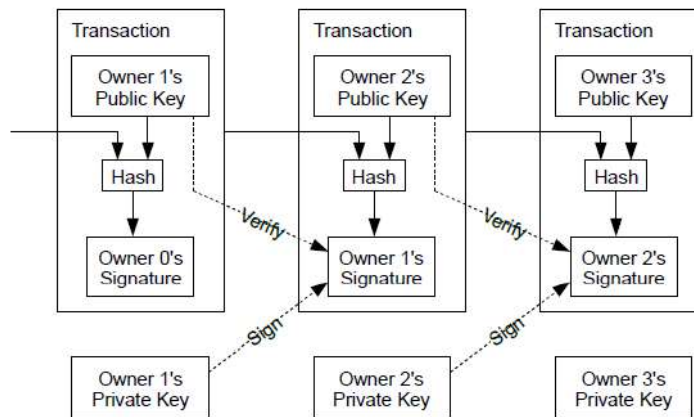 Transaction
Owner 1's
Public Key
Hash
Owner 0's
Signature
Transaction
Owner 2's
Public Key
Hash
Verify
Owner 1's
Signature
Transaction
Owner 3's
Public Key
Hash
Verify
Owner 2's
Signature
Sign
Sign
Owner 1's
Private Key
Owner 2's
Private Key
Owner 3's
Private Key